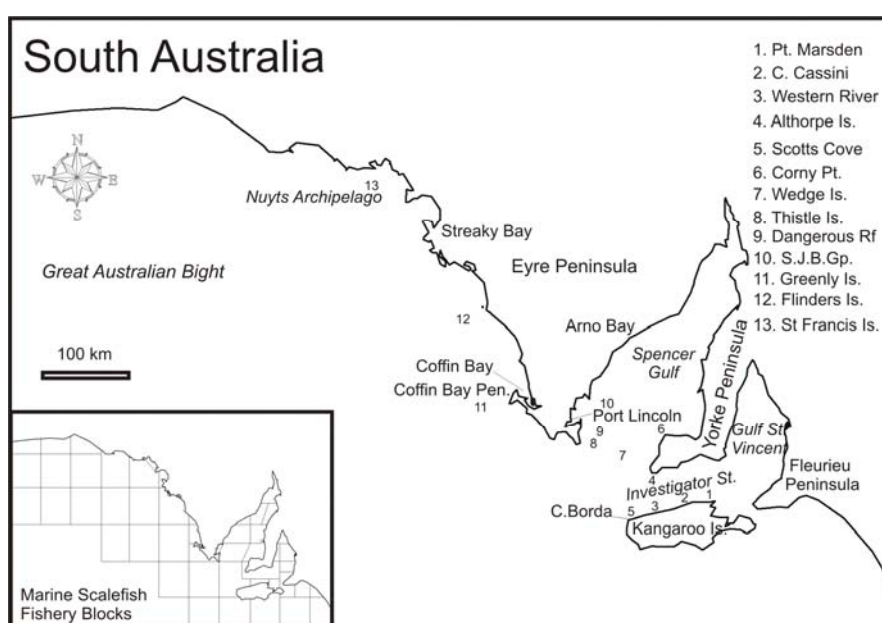 South Australia
1. Pt. Marsden
2. C. Cassini
3. Western River
4. Althorpe Is.
5. Scotts Cove
6. Corny Pt.
7. Wedge Is.
8. Thistle Is.
9. Dangerous Rf
10. S.J.B.Gp.
11. Greenly Is.
12. Flinders Is.
13. St Francis Is.
N
W
E
S
13
Nuyts Archipelago
Streaky Bay
Great Australian Bight
Eyre Peninsula
12
Arno Bay
100 km
Spencer
Gulf
Yorke Peninsula
Coffin Bay
Coffin Bay Pen.
11
10
Port Lincoln
9
8
7
6
Gulf St.
Vincent
Fleurieu
Peninsula
4
Investigator St.
C.Borda
5
3
2
1
Kangaroo Is.
Marine Scalefish
Fishery Blocks